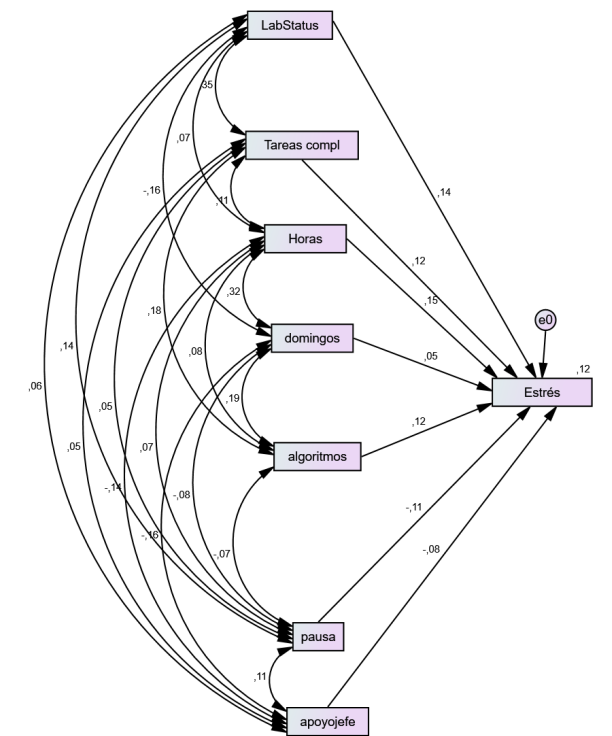 LabStatus
,35
Tareas compl
,07
,14
-,16
,11
Horas
,12
,15
,32
,18
e0
domingos
,05
,12
Estrés
,14
,08
,06
,19
,05
,12
algoritmos
,05
,07
-,14
-,08
-,11
-,16
-,07
-,08
pausa
,11
apoyojefe